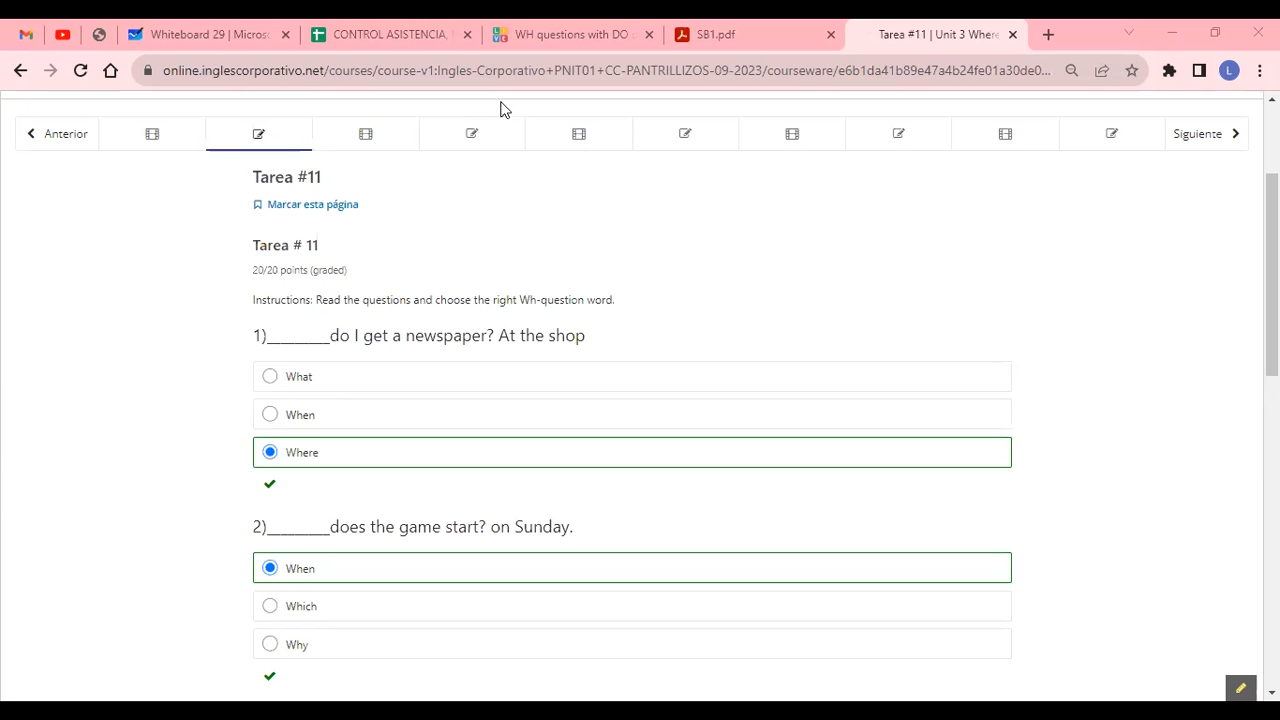 Whiteboard 29 | Microso
CONTROL ASISTENCIA,
WH questions with DO
SB1.pdf
Tarea #11 | Unit 3 Where
online.inglescorporativo.net/courses/course-v1:Ingles-Corporativo+PNIT01+CC-PANTRILLIZOS-09-2023/courseware/e6b1da41b89e47a4b24fe01a30de0...
L
Anterior
Siguiente
Tarea #11
Marcar esta página
Tarea # 11
20/20 points (graded)
Instructions: Read the questions and choose the right Wh-question word.
1)_________do I get a newspaper? At the shop
What
When
Where
2)_________does the game start? on Sunday.
When
Which
Why